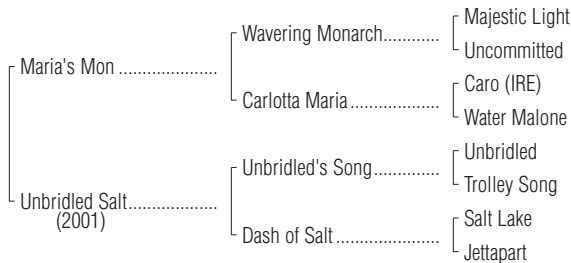 Majestic Light
Wavering Monarch............
Uncommitted
Maria's Mon .....................
Caro (IRE)
Carlotta Maria ...................
Water Malone
Unbridled
Unbridled's Song..............
Trolley Song
Unbridled Salt...................
(2001)
Salt Lake
Dash of Salt ......................
Jettapart